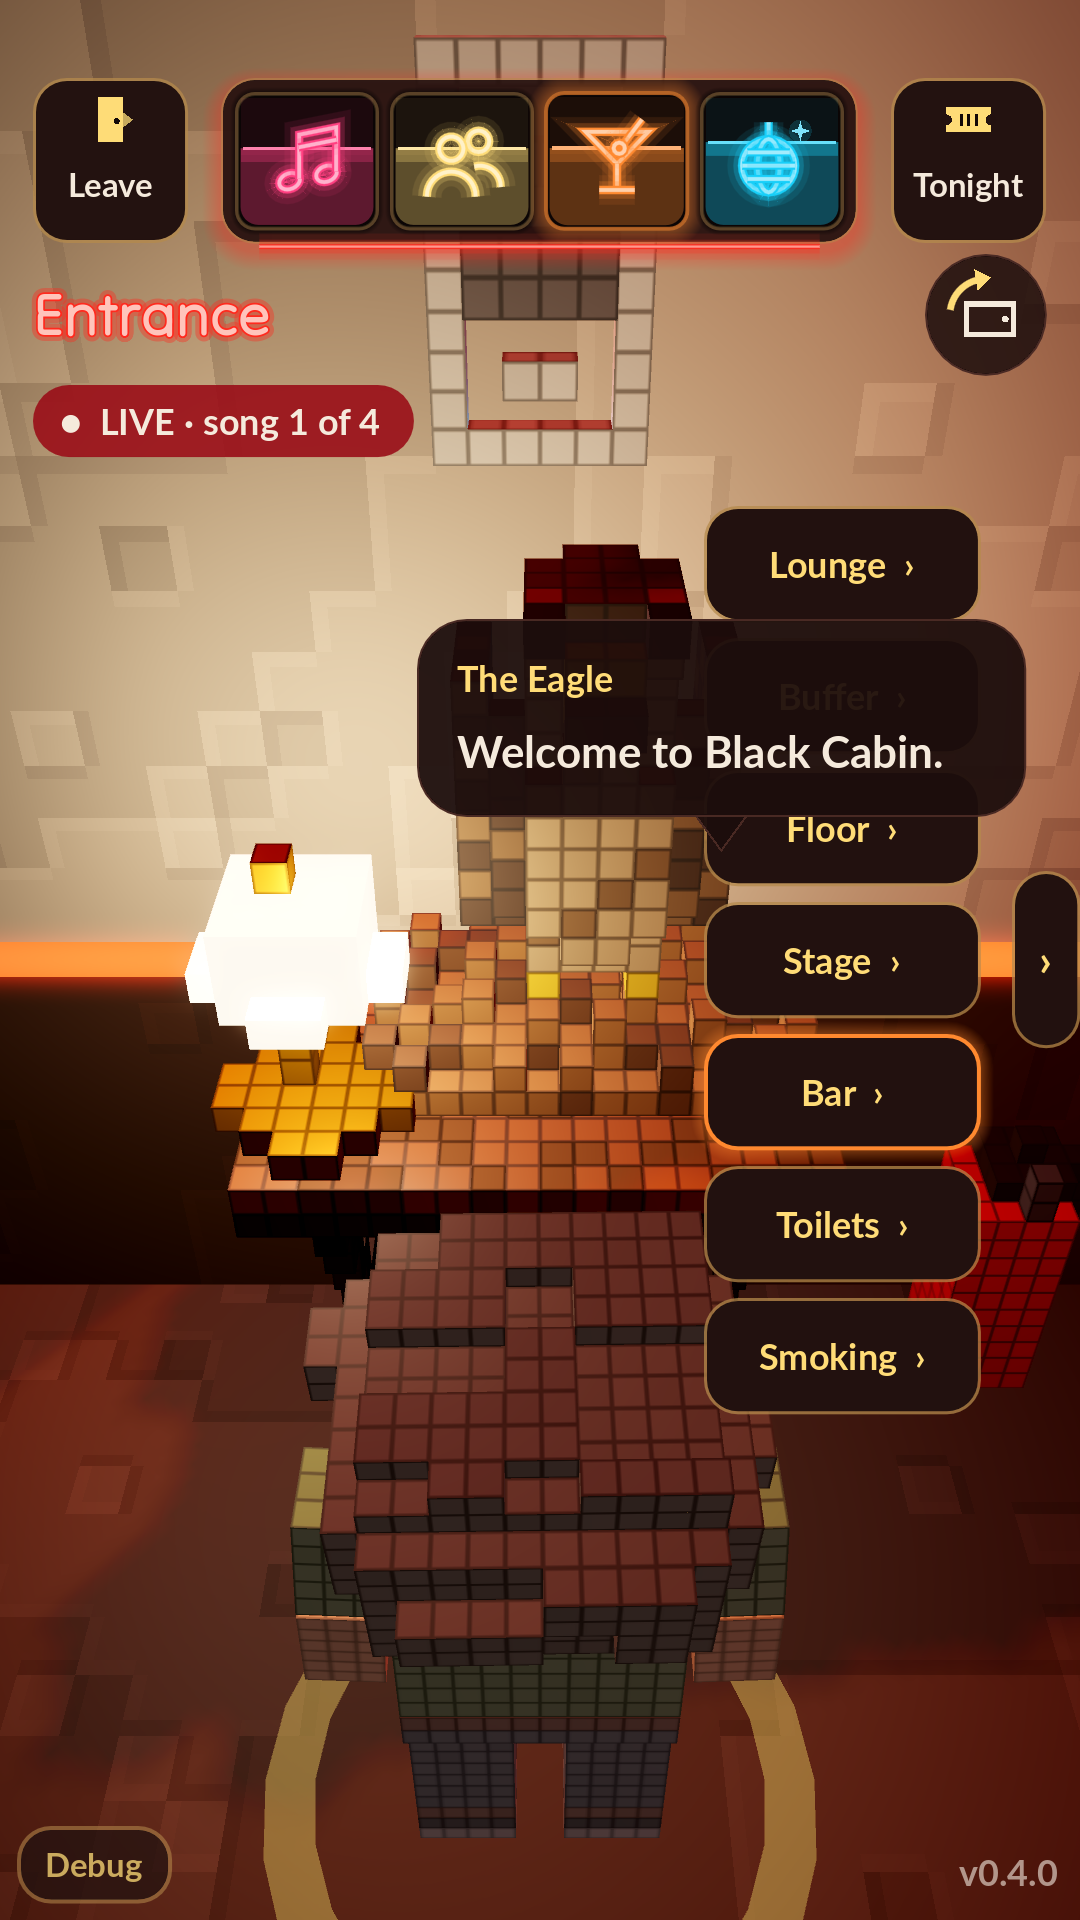 Leave
Tonight
Entrance
LIVE · song 1 of 4
Lounge ›
The Eagle
Buffer ›
Welcome to Black Cabin.
Floor ›
Stage ›
›
Bar ›
Toilets ›
Smoking ›
Debug
v0.4.0